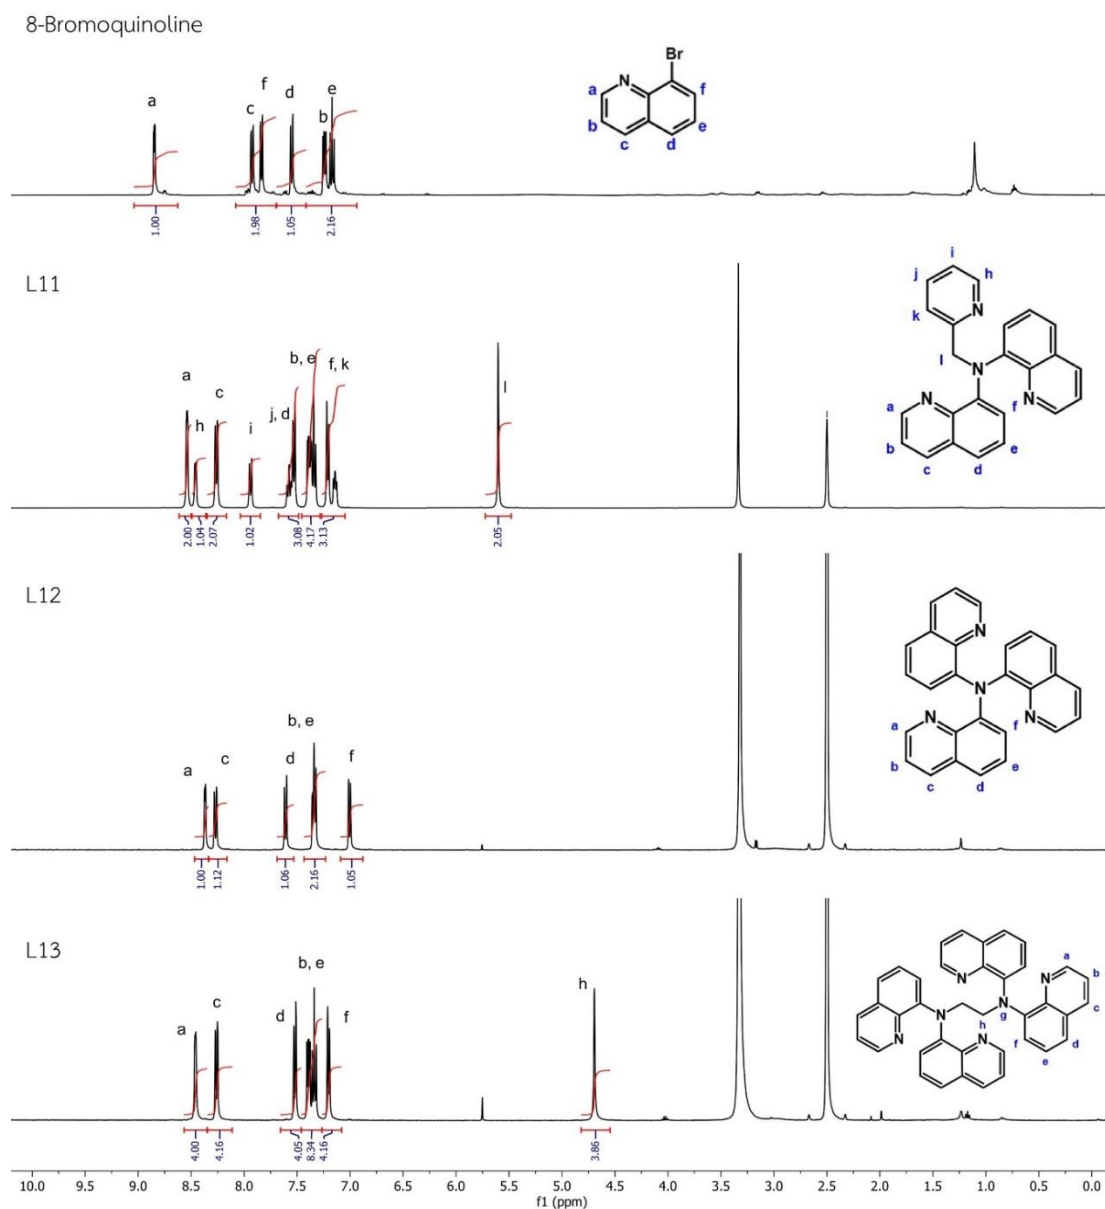 8-Bromoquinoline
Br
N
a
b
c
d
e
f
a
c
f
d
b
e
1.00
1.98
1.05
2.16
L11
i
j
h
k
N
l
N
N
N
a
b
c
d
e
f
a
h
c
i
j, d
b, e
f, k
l
2.00
1.04
2.07
1.02
3.08
4.17
3.13
2.05
L12
N
N
N
N
a
b
c
d
e
f
a
c
d
b, e
f
1.00
1.12
1.06
2.16
1.05
L13
N
N
N
N
N
N
a
b
c
d
e
f
g
h
a
c
d
b, e
f
h
4.00
4.16
4.05
8.34
4.16
3.86
10.0 9.5 9.0 8.5 8.0 7.5 7.0 6.5 6.0 5.5 5.0 4.5 4.0 3.5 3.0 2.5 2.0 1.5 1.0 0.5 0.0
f1 (ppm)